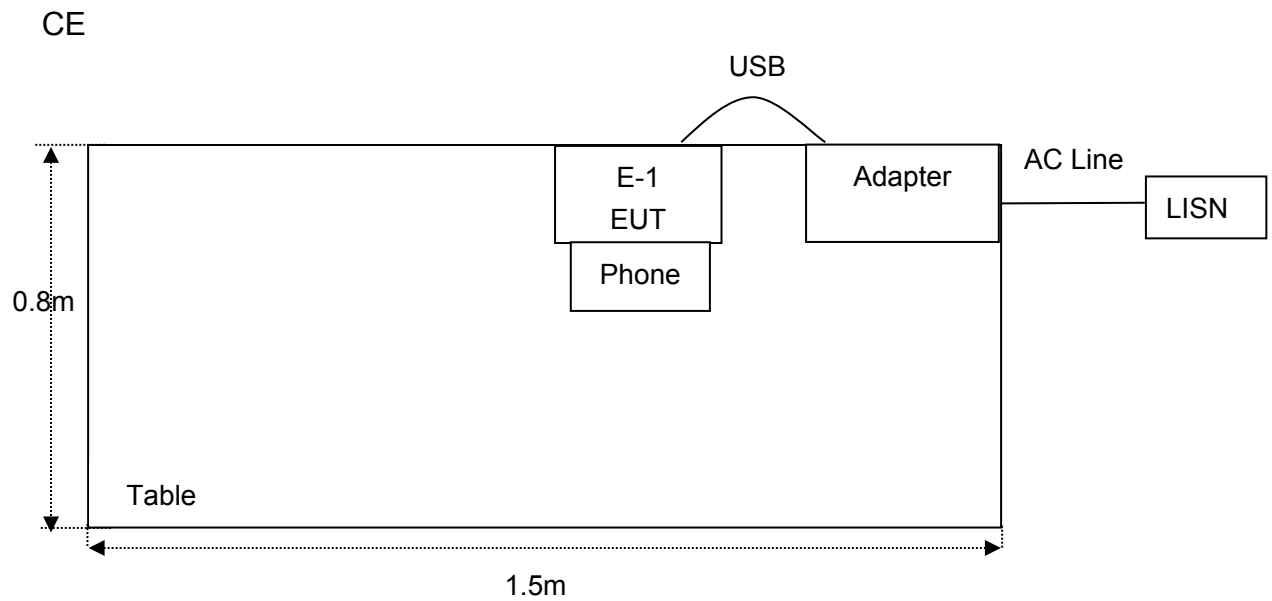 CE
USB
E-1
EUT
Adapter
AC Line
LISN
Phone
0.8m
Table
1.5m